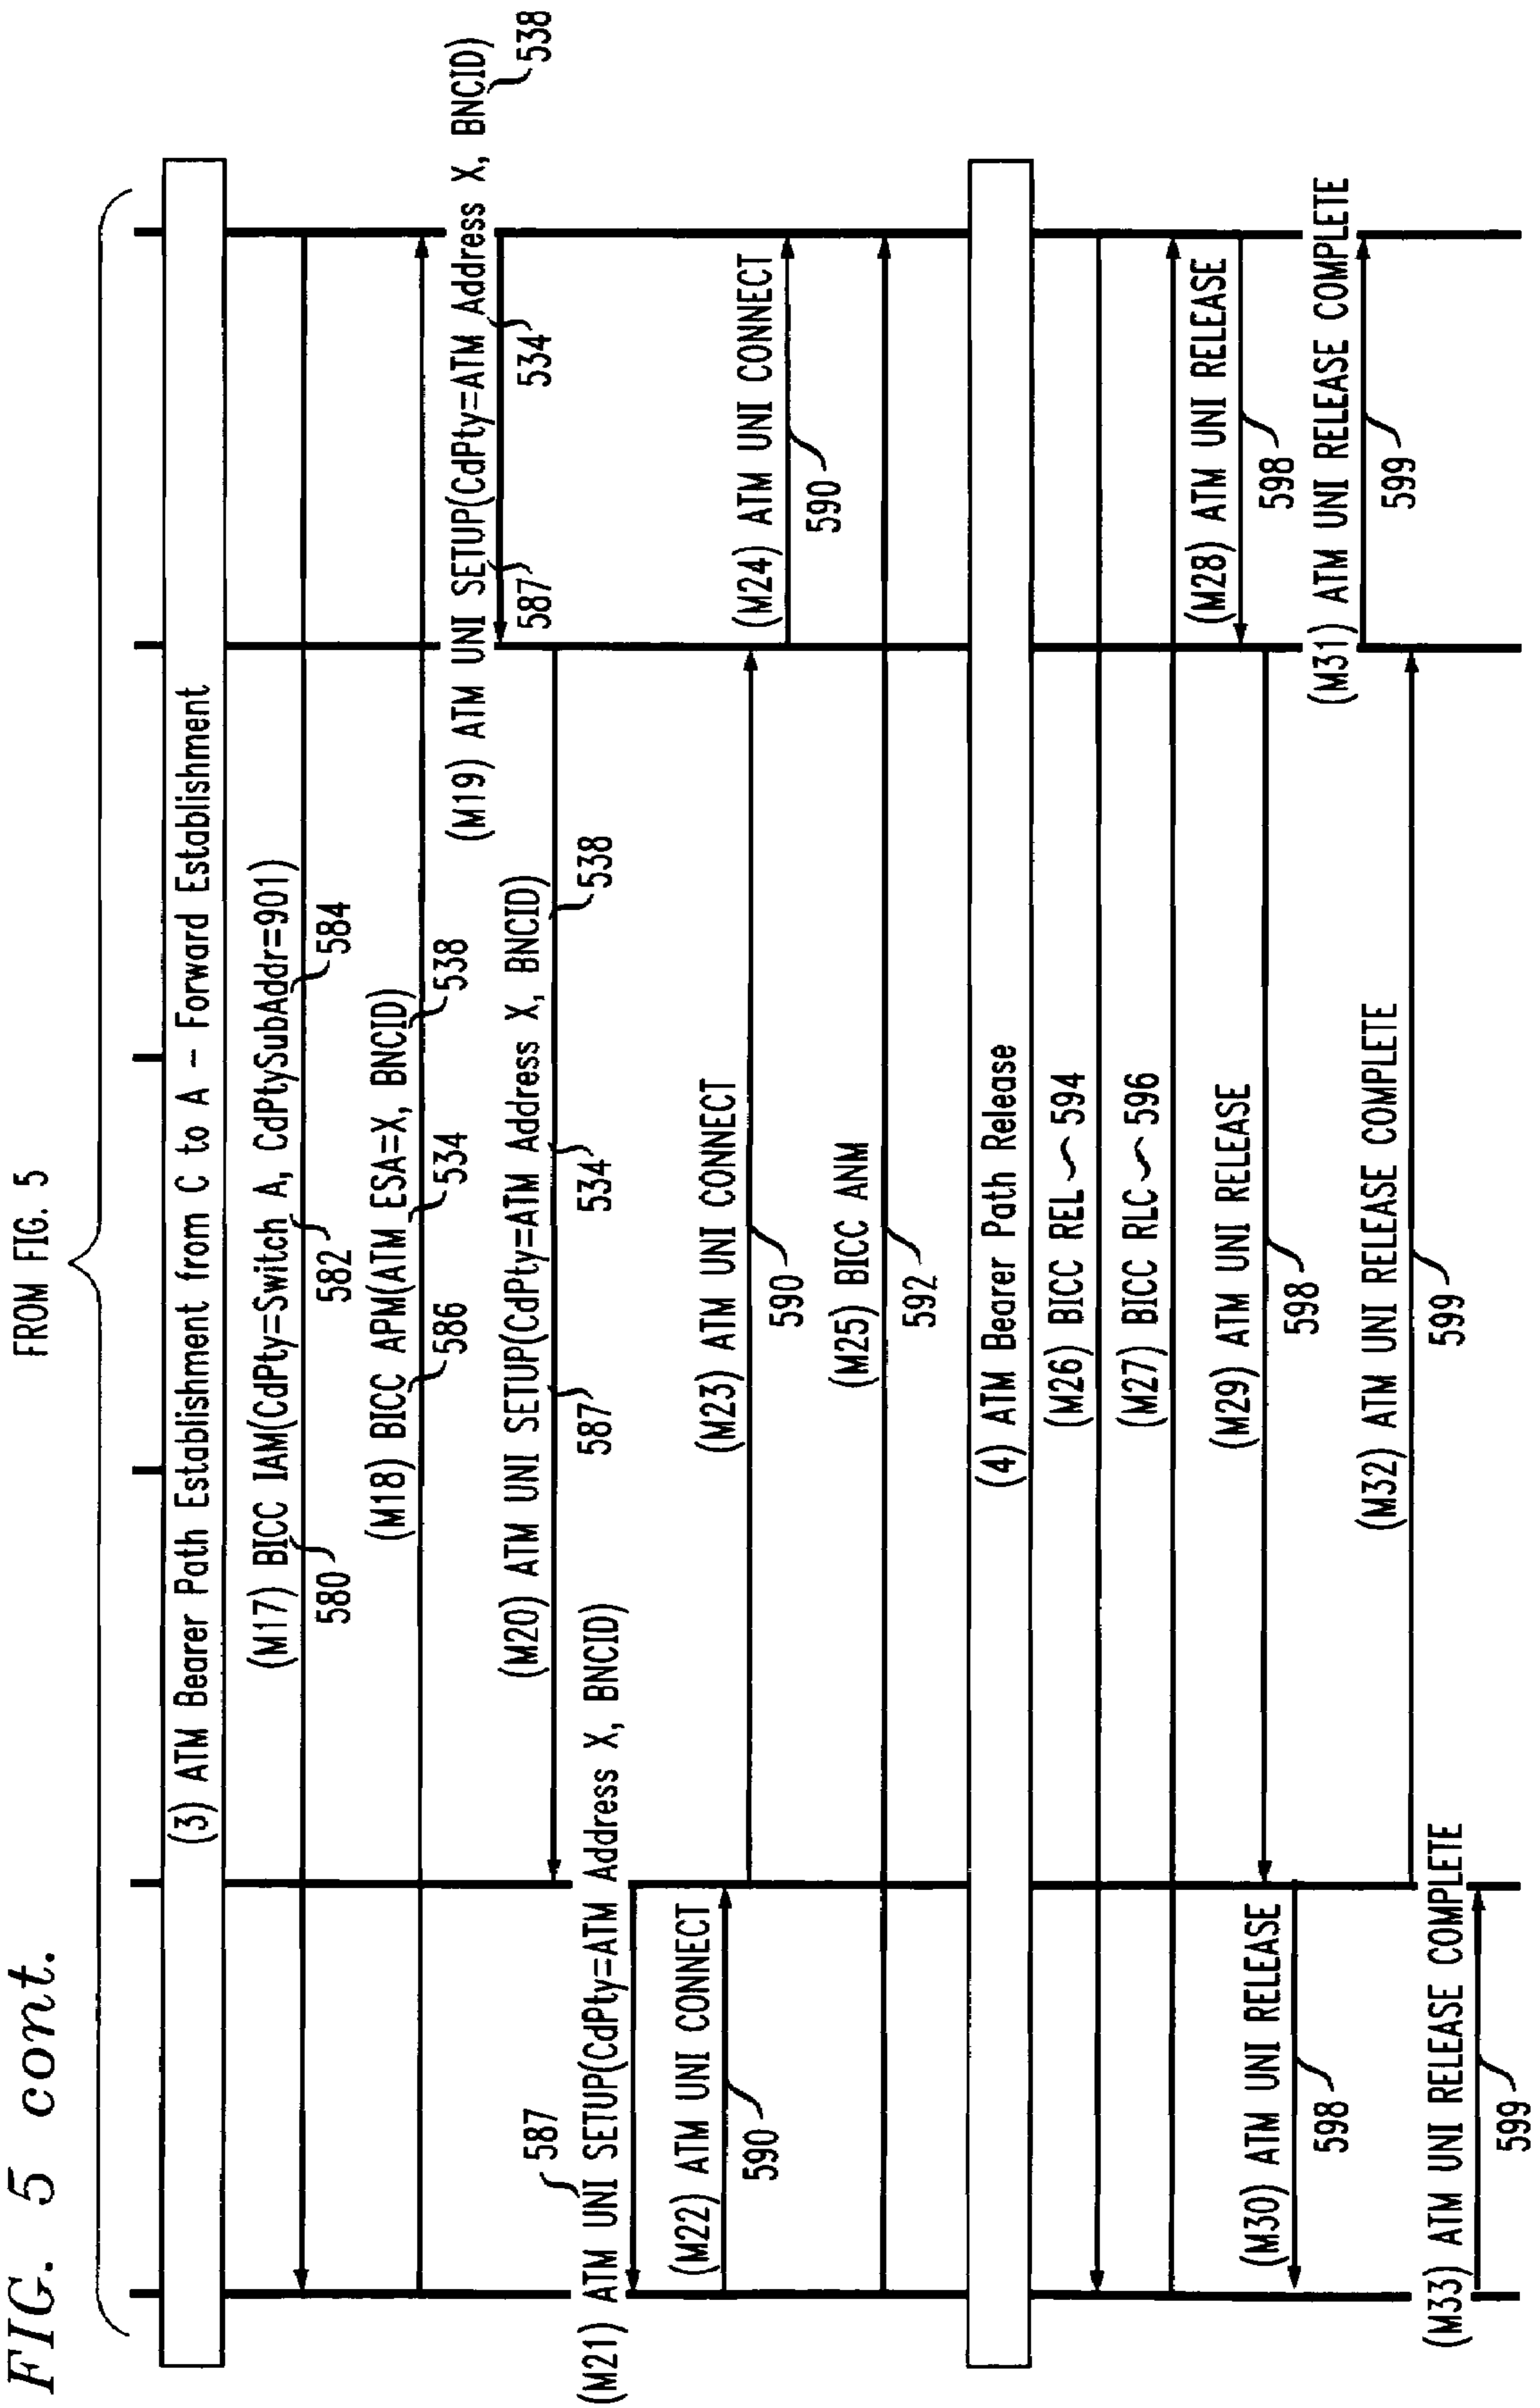 FIG. 5 cont.
FROM FIG. 5
(3) ATM Bearer Path Establishment from C to A - Forward Establishment
(M17) BICC IAM(CdPty=Switch A, CdPtySubAddr=901)
580
582
584
(M18) BICC APM(ATM ESA=X, BNCID)
586
534
538
(M19) ATM UNI SETUP(CdPty=ATM Address X, BNCID)
587
534
538
(M20) ATM UNI SETUP(CdPty=ATM Address X, BNCID)
587
534
538
587
(M21) ATM UNI SETUP(CdPty=ATM Address X, BNCID)
(M22) ATM UNI CONNECT
590
(M23) ATM UNI CONNECT
590
(M24) ATM UNI CONNECT
590
(M25) BICC ANM
592
(4) ATM Bearer Path Release
(M26) BICC REL 594
(M27) BICC RLC 596
(M28) ATM UNI RELEASE
598
(M29) ATM UNI RELEASE
598
(M30) ATM UNI RELEASE
598
(M31) ATM UNI RELEASE COMPLETE
599
(M32) ATM UNI RELEASE COMPLETE
599
(M33) ATM UNI RELEASE COMPLETE
599